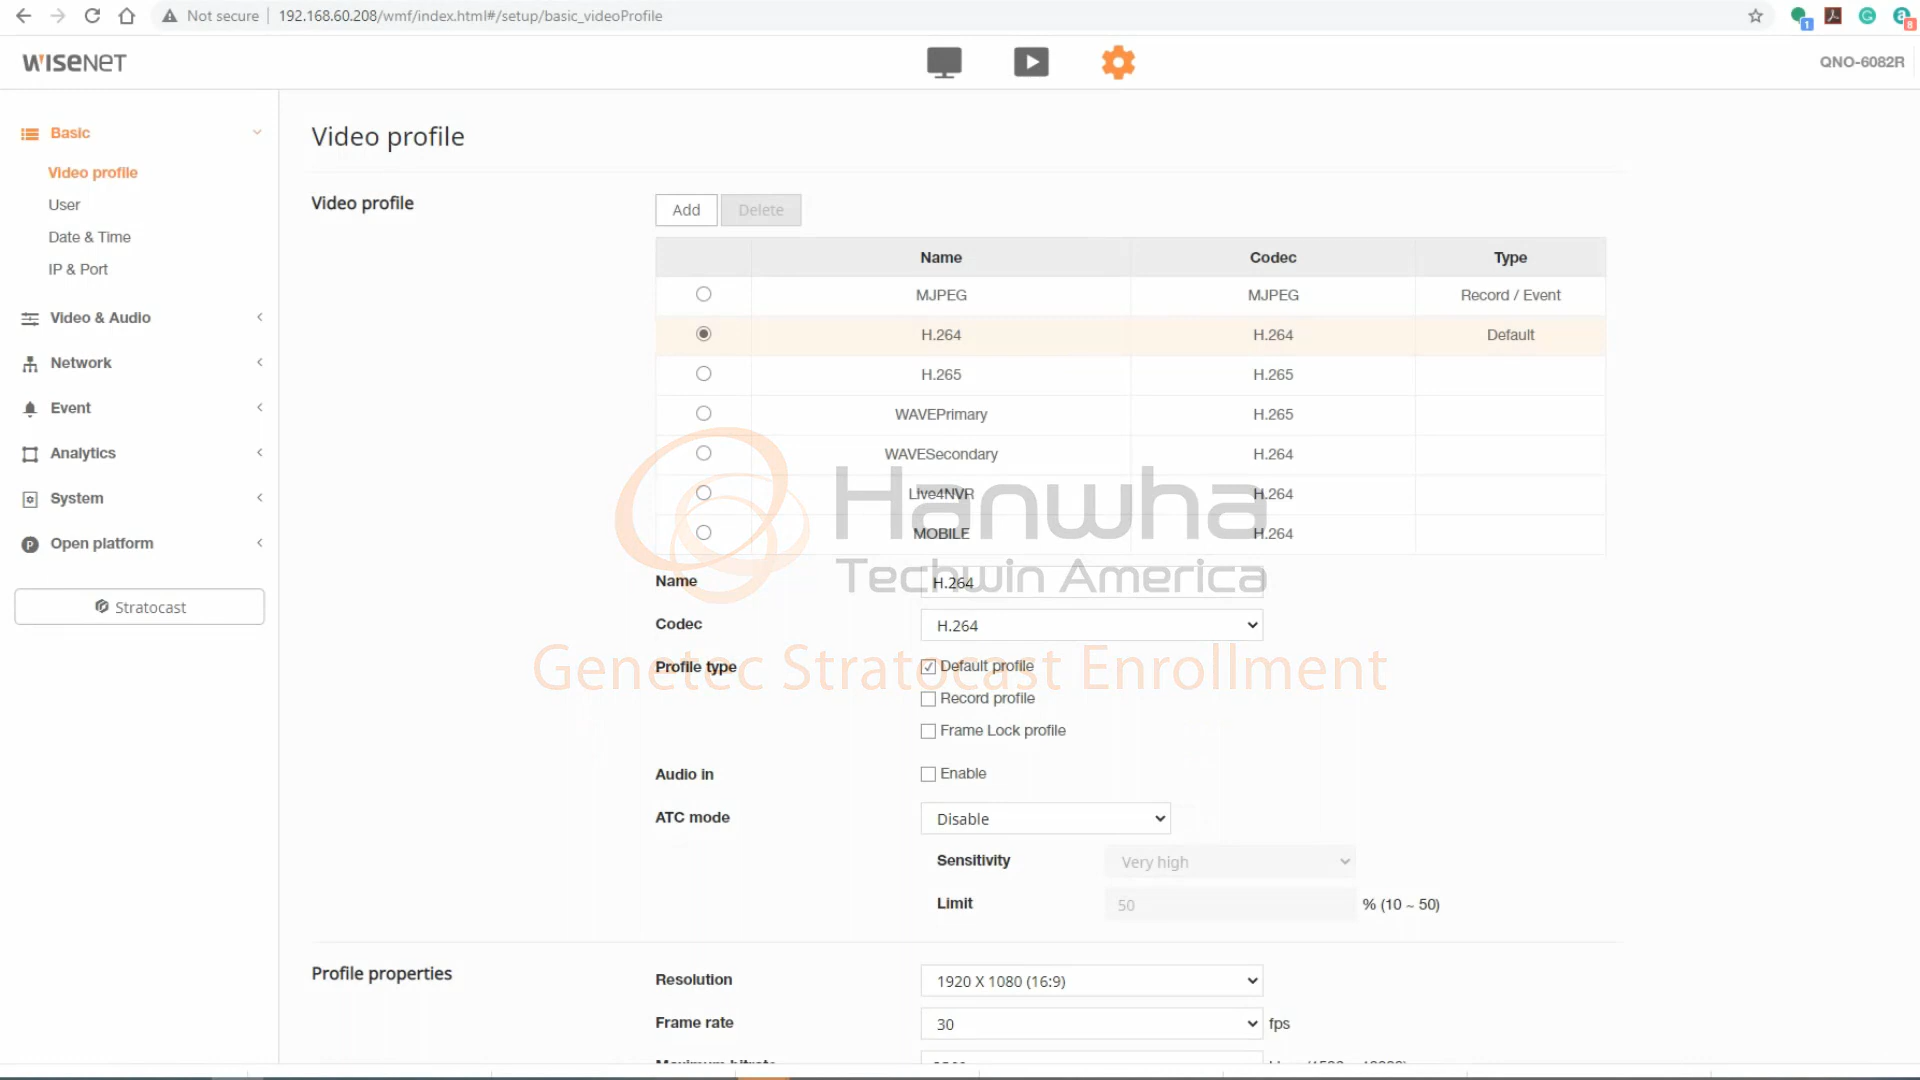 Not secure
192.168.60.208/wmf/index.html#/setup/basic_videoProfile
1
8
WISENET
QNO-6082R
Basic
Video profile
User
Date & Time
IP & Port
Video & Audio
Network
Event
Analytics
System
Open platform
Stratocast
Video profile
Video profile
Add
Delete
Name Codec Type
MJPEG MJPEG Record / Event
H.264 H.264 Default
H.265 H.265
WAVEPrimary H.265
WAVESecondary H.264
Live4NVR H.264
MOBILE H.264
Hanwha
Techwin America
Genetec Stratocast Enrollment
Name H.264
Codec H.264
Profile type Default profile
Record profile
Frame Lock profile
Audio in Enable
ATC mode Disable
Sensitivity Very high
Limit 50 % (10 ~ 50)
Profile properties
Resolution 1920 X 1080 (16:9)
Frame rate 30 fps
Maximum bitrate